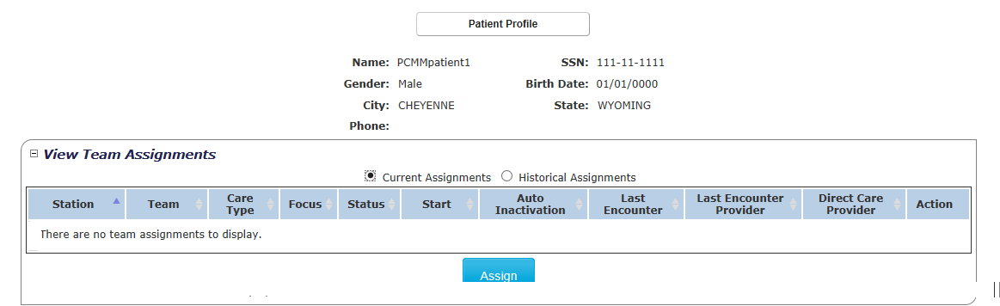 Patient Profile
Name: PCMMpatient1 SSN: 111-11-1111
Gender: Male Birth Date: 01/01/0000
City: CHEYENNE State: WYOMING
Phone:
View Team Assignments
Current Assignments Historical Assignments
Station Team Care Type Focus Status Start Auto Inactivation Last Encounter Last Encounter Provider Direct Care Provider Action
There are no team assignments to display.
Assign